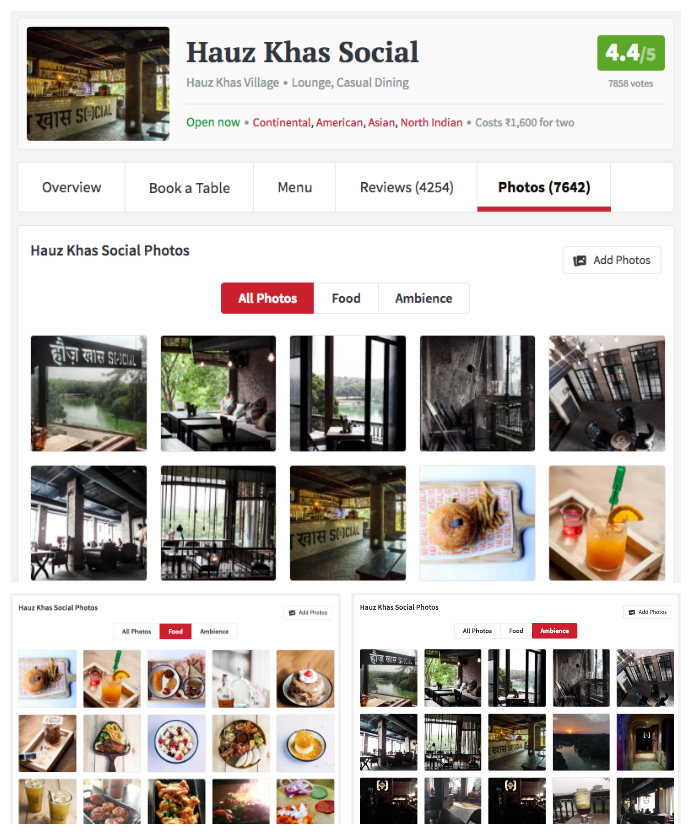 Hauz Khas Social
4.4/5
Hauz Khas Village • Lounge, Casual Dining
7858 votes
Open now • Continental, American, Asian, North Indian • Costs ₹1,600 for two
खास SOCIAL
Overview
Book a Table
Menu
Reviews (4254)
Photos (7642)
Hauz Khas Social Photos
Add Photos
All Photos
Food
Ambience
हौज़ खास SOCIAL
खास SOCIAL
Hauz Khas Social Photos
Add Photos
All Photos
Food
Ambience
Hauz Khas Social Photos
Add Photos
All Photos
Food
Ambience
हौज़ खास SOCIAL